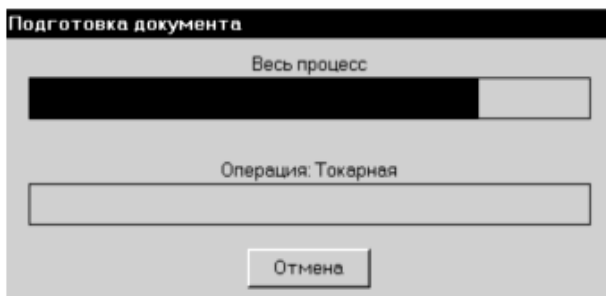 Подготовка документа
Весь процесс
Операция: Токарная
Отмена